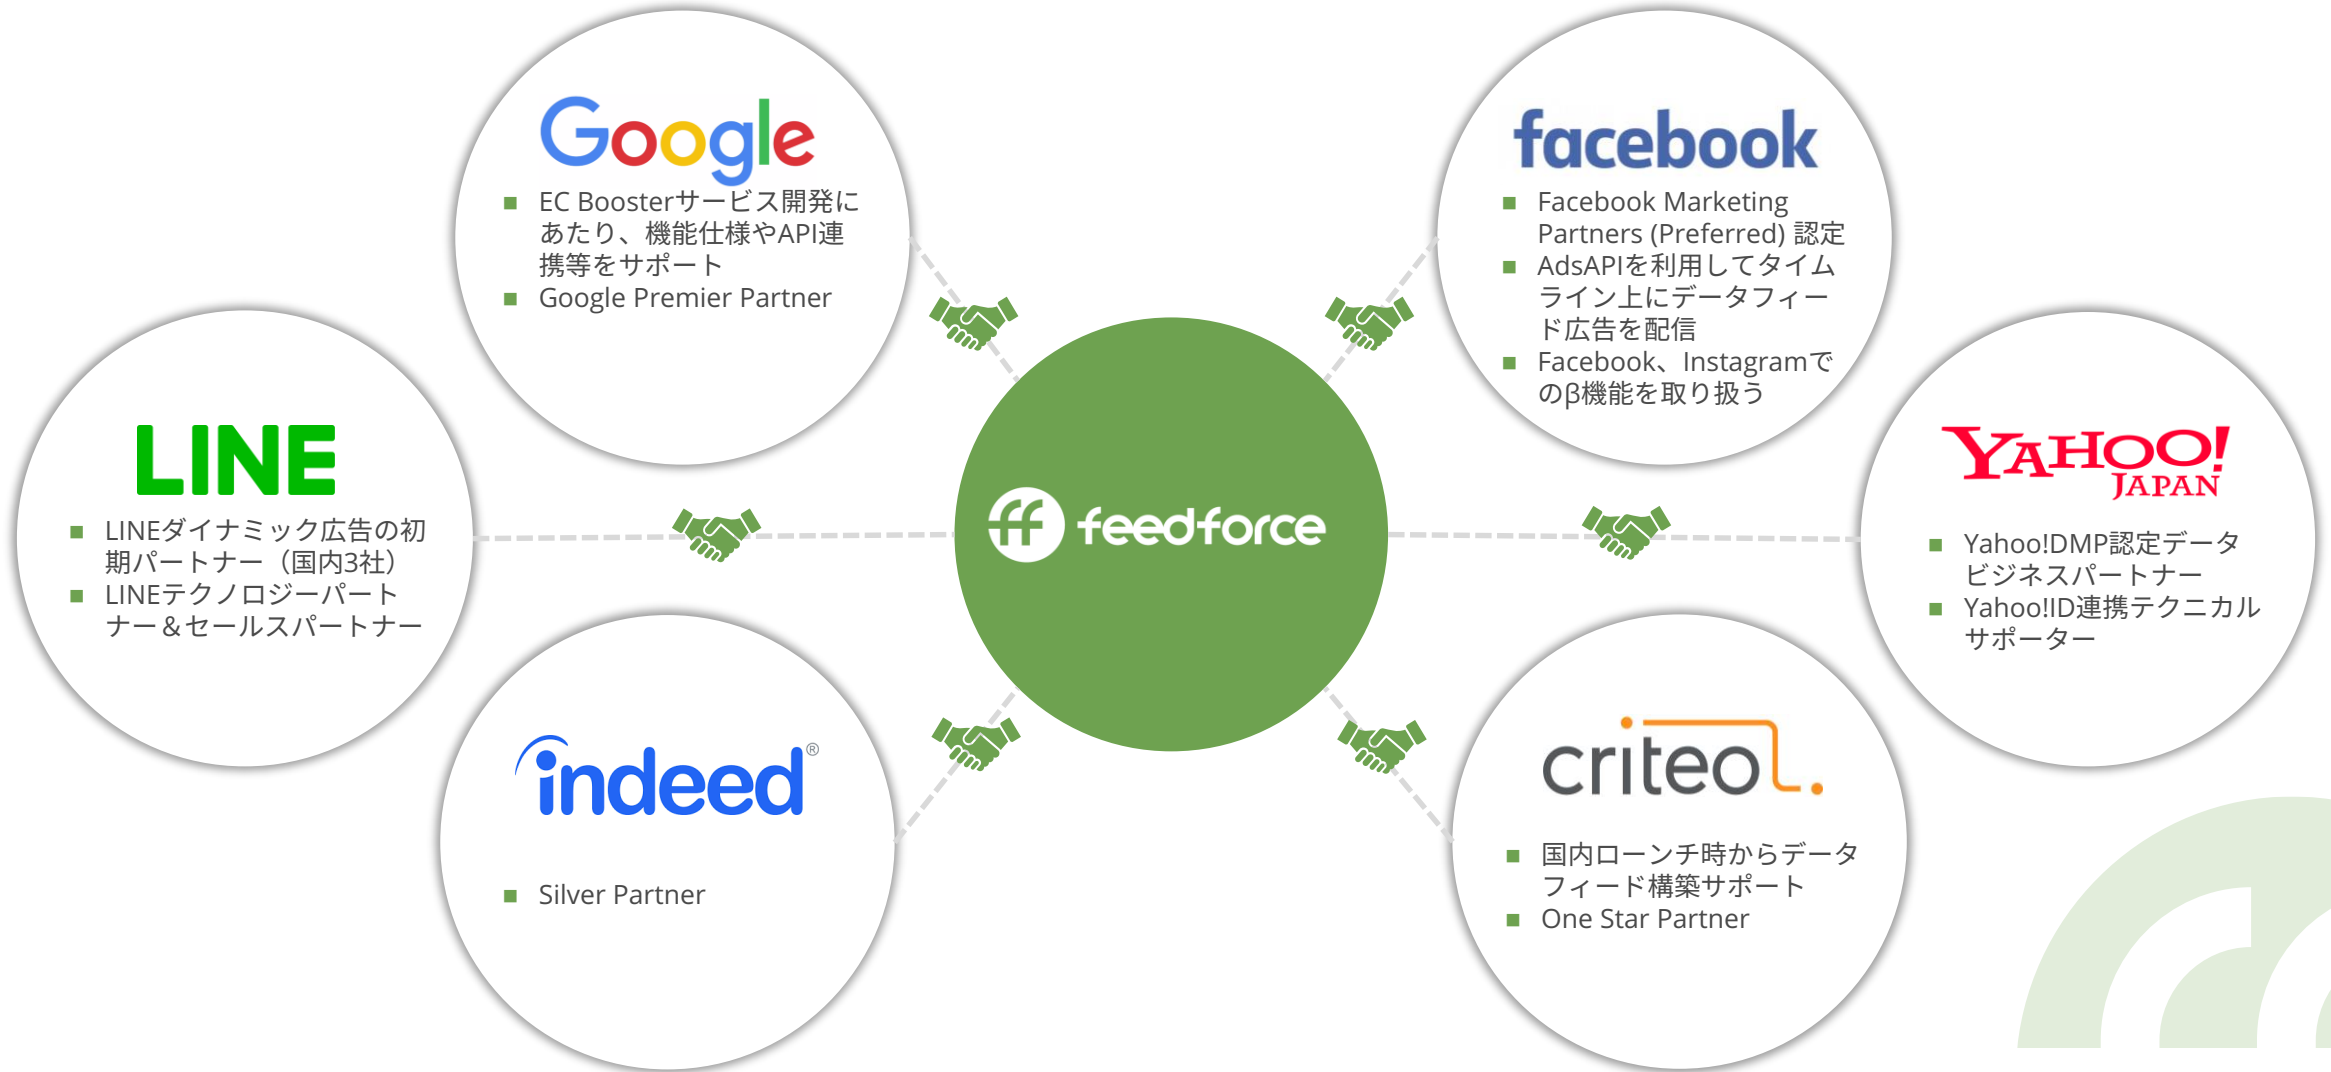 Google
EC Boosterサービス開発に
あたり、機能仕様やAPI連
携等をサポート
Google Premier Partner
facebook
Facebook Marketing
Partners (Preferred) 認定
AdsAPIを利用してタイム
ライン上にデータフィー
ド広告を配信
Facebook、Instagramで
のβ機能を取り扱う
LINE
LINEダイナミック広告の初
期パートナー（国内3社）
LINEテクノロジーパート
ナー＆セールスパートナー
ff feedforce
YAHOO!
JAPAN
Yahoo!DMP認定データ
ビジネスパートナー
Yahoo!ID連携テクニカル
サポーター
indeed®
Silver Partner
criteo
国内ローンチ時からデータ
フィード構築サポート
One Star Partner